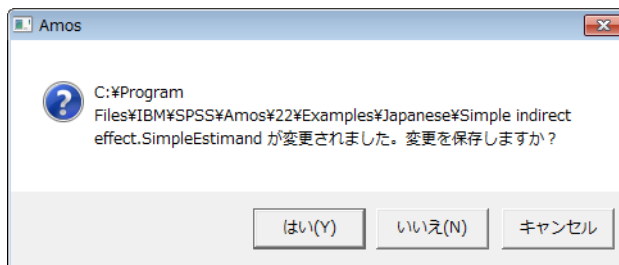 Amos
C:¥Program
Files¥IBM¥SPSS¥Amos¥22¥Examples¥Japanese¥Simple indirect
effect.SimpleEstimand が変更されました。変更を保存しますか？
はい(Y)
いいえ(N)
キャンセル